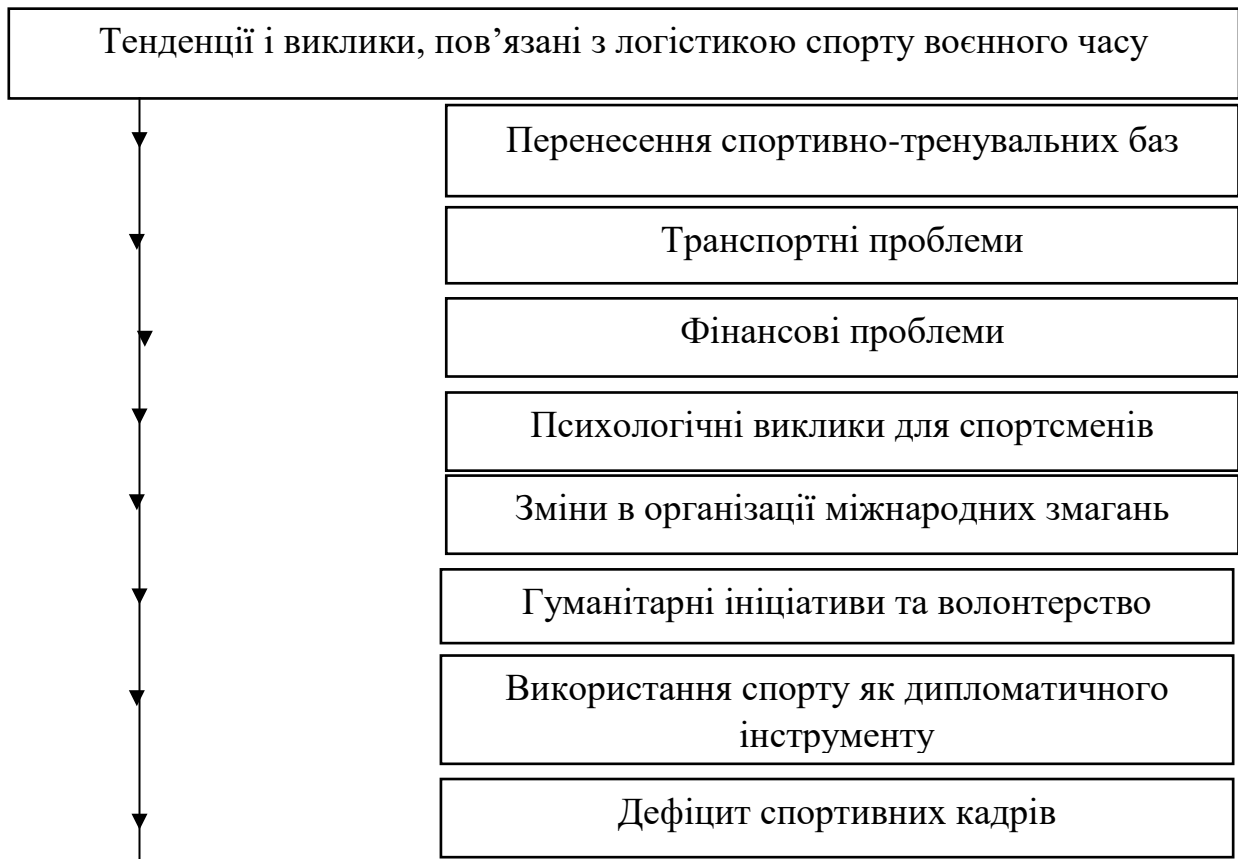 Тенденції і виклики, пов’язані з логістикою спорту воєнного часу
Перенесення спортивно-тренувальних баз
Транспортні проблеми
Фінансові проблеми
Психологічні виклики для спортсменів
Зміни в організації міжнародних змагань
Гуманітарні ініціативи та волонтерство
Використання спорту як дипломатичного
інструменту
Дефіцит спортивних кадрів